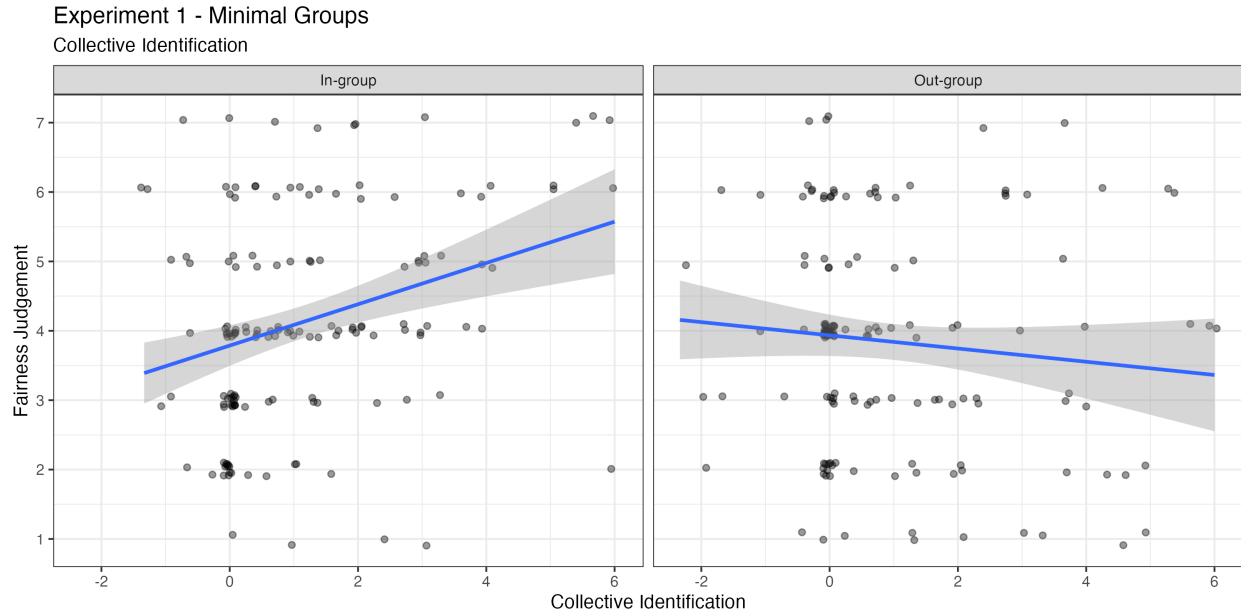 Experiment 1 - Minimal Groups
Collective Identification
In-group
Out-group
Fairness Judgement
7
6
5
4
3
2
1
-2
0
2
4
6
-2
0
2
4
6
Collective Identification